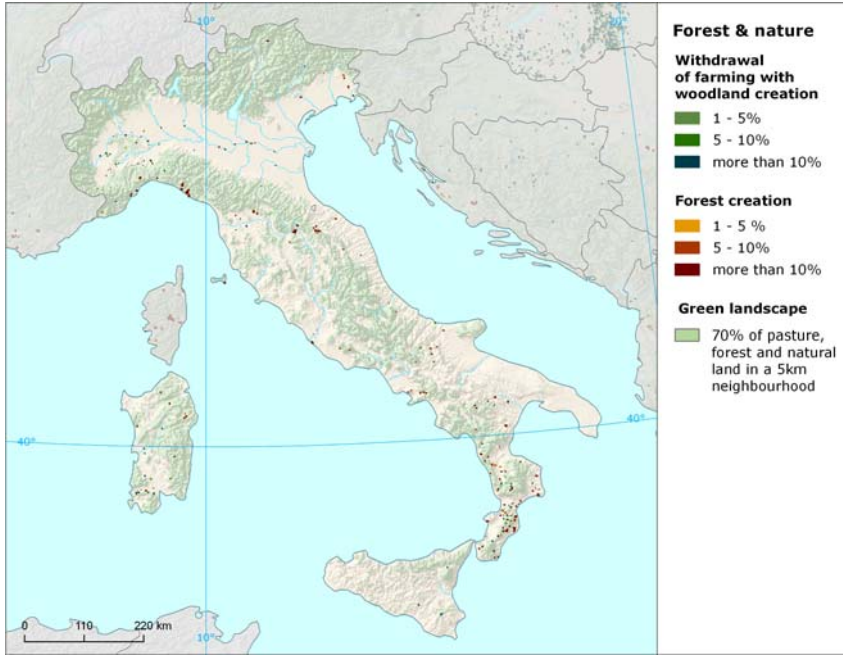 10°
20°
Forest & nature
Withdrawal
of farming with
woodland creation
1 - 5%
5 - 10%
more than 10%
Forest creation
1 - 5 %
5 - 10%
more than 10%
Green landscape
70% of pasture,
forest and natural
land in a 5km
neighbourhood
40°
40°
0 110 220 km
10°